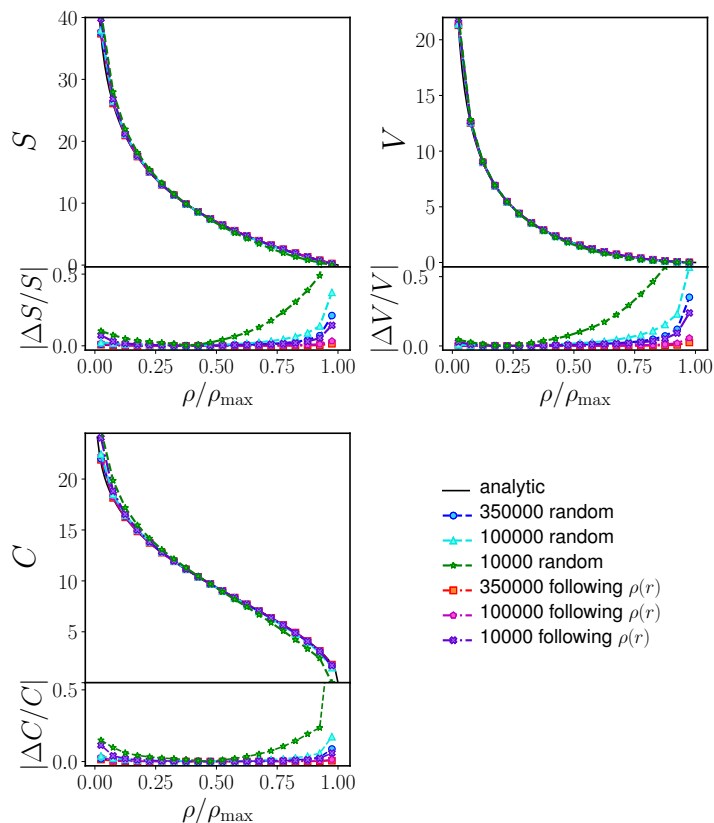 40
30
20
10
0
S
0.5
0.0
|ΔS/S|
0.00
0.25
0.50
0.75
1.00
ρ/ρmax
20
15
10
5
0
V
0.5
0.0
|ΔV/V|
0.00
0.25
0.50
0.75
1.00
ρ/ρmax
20
15
10
5
C
0.5
0.0
|ΔC/C|
0.00
0.25
0.50
0.75
1.00
ρ/ρmax
analytic
350000 random
100000 random
10000 random
350000 following ρ(r)
100000 following ρ(r)
10000 following ρ(r)